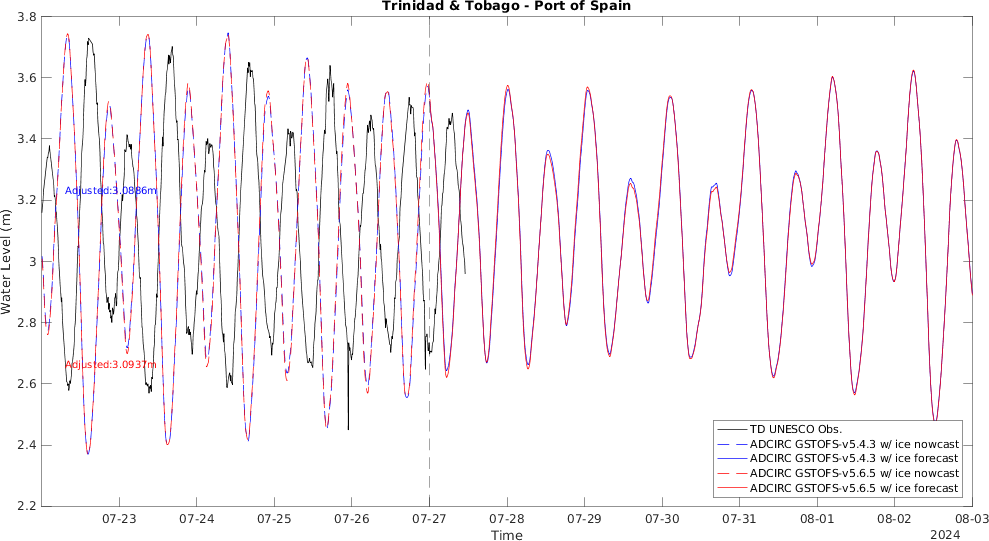 Trinidad & Tobago - Port of Spain
Water Level (m)
3.8
3.6
3.4
3.2
3
2.8
2.6
2.4
2.2
Adjusted:3.0886m
Adjusted:3.0937m
TD UNESCO Obs.
ADCIRC GSTOFS-v5.4.3 w/ ice nowcast
ADCIRC GSTOFS-v5.4.3 w/ ice forecast
ADCIRC GSTOFS-v5.6.5 w/ ice nowcast
ADCIRC GSTOFS-v5.6.5 w/ ice forecast
07-23 07-24 07-25 07-26 07-27 07-28 07-29 07-30 07-31 08-01 08-02 08-03
Time
2024